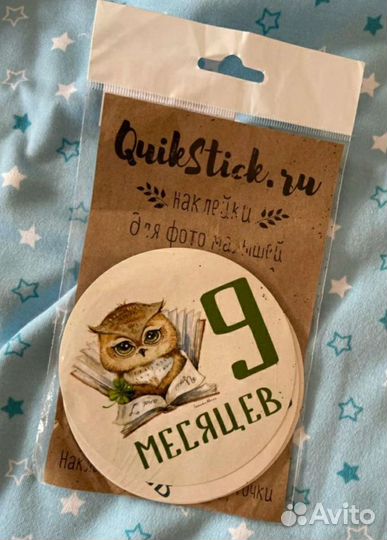 QuikStick.ru
наклейки
для фото малышей
9
МЕСЯЦЕВ
Avito